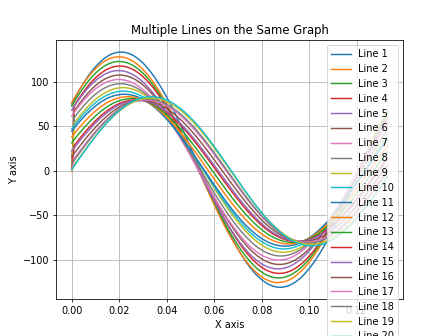 Multiple Lines on the Same Graph
Y axis
100
50
0
−50
−100
0.00
0.02
0.04
0.06
0.08
0.10
X axis
Line 1
Line 2
Line 3
Line 4
Line 5
Line 6
Line 7
Line 8
Line 9
Line 10
Line 11
Line 12
Line 13
Line 14
Line 15
Line 16
Line 17
Line 18
Line 19
Line 20